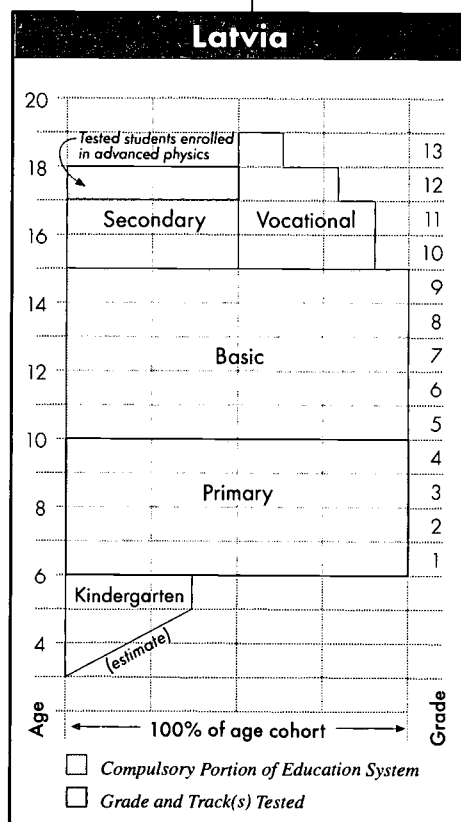 Latvia
20
Tested students enrolled
in advanced physics
13
18
12
Secondary
Vocational
11
16
10
9
14
8
Basic
7
12
6
5
10
4
Primary
3
8
2
1
6
Kindergarten
(estimate)
4
Age
100% of age cohort
Grade
Compulsory Portion of Education System
Grade and Track(s) Tested